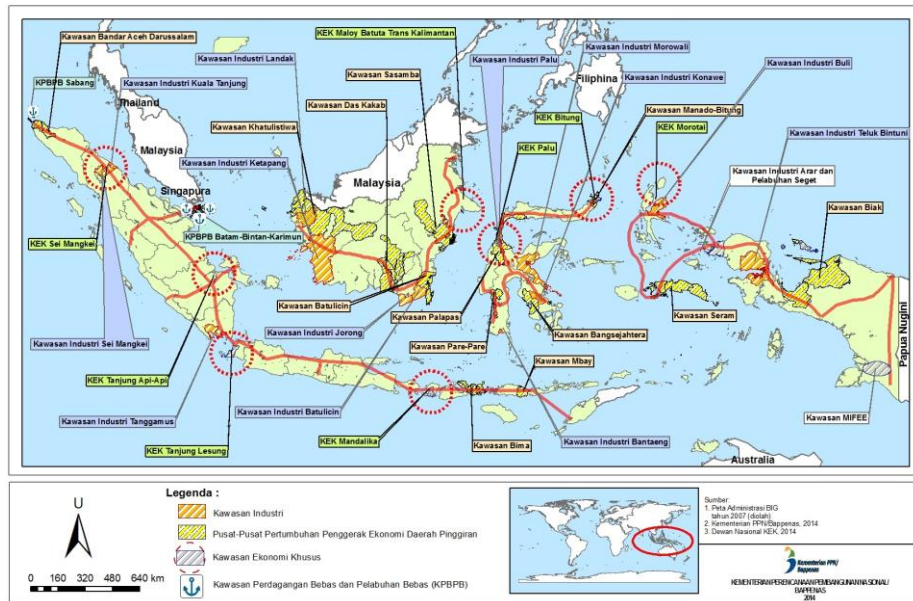 Kawasan Bandar Aceh Darussalam
KPBPB Sabang
Kawasan Industri Kuala Tanjung
Kawasan Industri Landak
KEK Maloy Batuta Trans Kalimantan
Kawasan Industri Morowali
Kawasan Industri Palu
Filiphina
Kawasan Industri Konawe
Kawasan Industri Buli
Thailand
Kawasan Sasamba
Kawasan Das Kakab
KEK Bitung
Kawasan Manado-Bitung
KEK Morotai
Kawasan Khatulistiwa
Kawasan Industri Teluk Bintuni
Malaysia
Kawasan Industri Ketapang
KEK Palu
Singapura
Malaysia
Kawasan Industri Arar dan
Pelabuhan Seget
KPBPB Batam-Bintan-Karimun
Kawasan Biak
KEK Sei Mangkei
Kawasan Batulicin
Kawasan Palapas
Kawasan Seram
Kawasan Industri Jorong
Kawasan Bangsejahtera
Kawasan Industri Sei Mangkei
Kawasan Pare-Pare
Kawasan Mbay
Papua Nugini
KEK Tanjung Api-Api
Kawasan Industri Tanggamus
Kawasan Industri Batulicin
Kawasan MIFEE
KEK Tanjung Lesung
KEK Mandalika
Kawasan Bima
Kawasan Industri Bantaeng
Australia
U
0 160 320 480 640 km
Legenda :
Kawasan Industri
Pusat-Pusat Pertumbuhan Penggerak Ekonomi Daerah Pinggiran
Kawasan Ekonomi Khusus
Kawasan Perdagangan Bebas dan Pelabuhan Bebas (KPBPB)
Sumber:
1. Peta Administrasi BIG
tahun 2007 (diolah)
2. Kementerian PPN/Bappenas, 2014
3. Dewan Nasional KEK, 2014
Kementerian PPN/
Bappenas
KEMENTERIAN PERENCANAAN PEMBANGUNAN NASIONAL/
BAPPENAS
2014